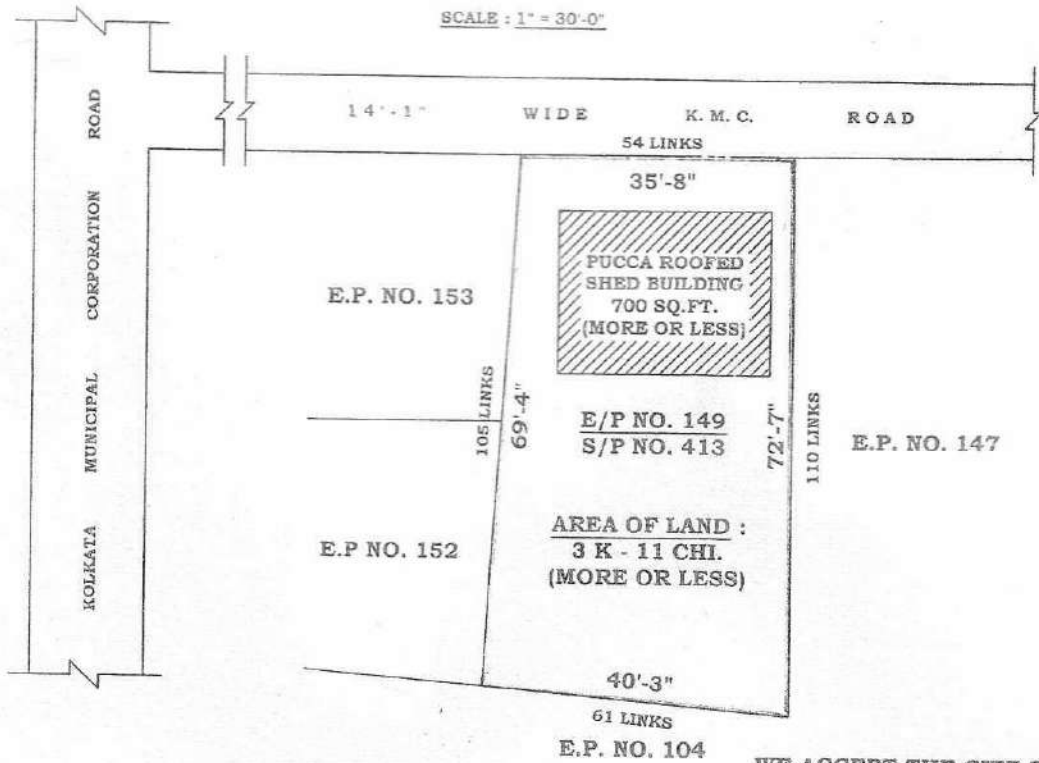 SCALE : 1" = 30'-0"
14'-1" WIDE K. M. C. ROAD
54 LINKS
35'-8"
KOLKATA MUNICIPAL CORPORATION ROAD
PUCCA ROOFED
SHED BUILDING
700 SQ.FT.
(MORE OR LESS)
E.P. NO. 153
105 LINKS
69'-4"
E/P NO. 149
S/P NO. 413
72'-7"
110 LINKS
E.P. NO. 147
E.P NO. 152
AREA OF LAND :
3 K - 11 CHI.
(MORE OR LESS)
40'-3"
61 LINKS
E.P. NO. 104